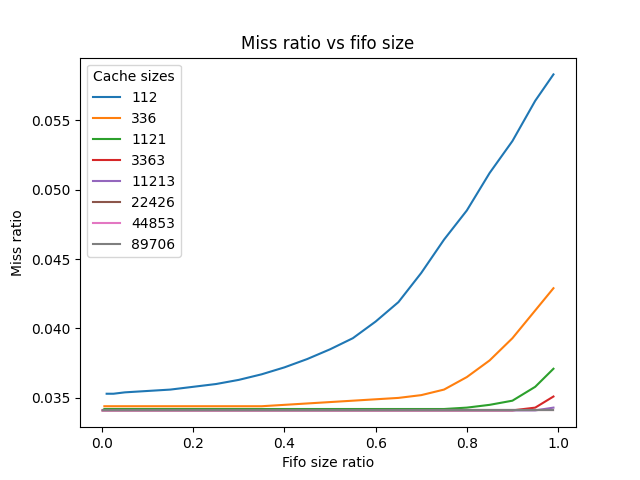 Miss ratio vs fifo size
Cache sizes
112
336
1121
3363
11213
22426
44853
89706
0.055
0.050
0.045
0.040
0.035
Miss ratio
0.0 0.2 0.4 0.6 0.8 1.0
Fifo size ratio